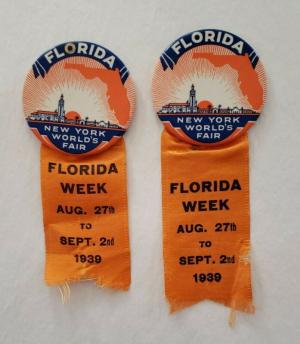 FLORIDA
NEW YORK
WORLD'S
FAIR
FLORIDA
WEEK
AUG. 27th
TO
SEPT. 2nd
1939
FLORIDA
NEW YORK
WORLD'S
FAIR
FLORIDA
WEEK
AUG. 27th
TO
SEPT. 2nd
1939